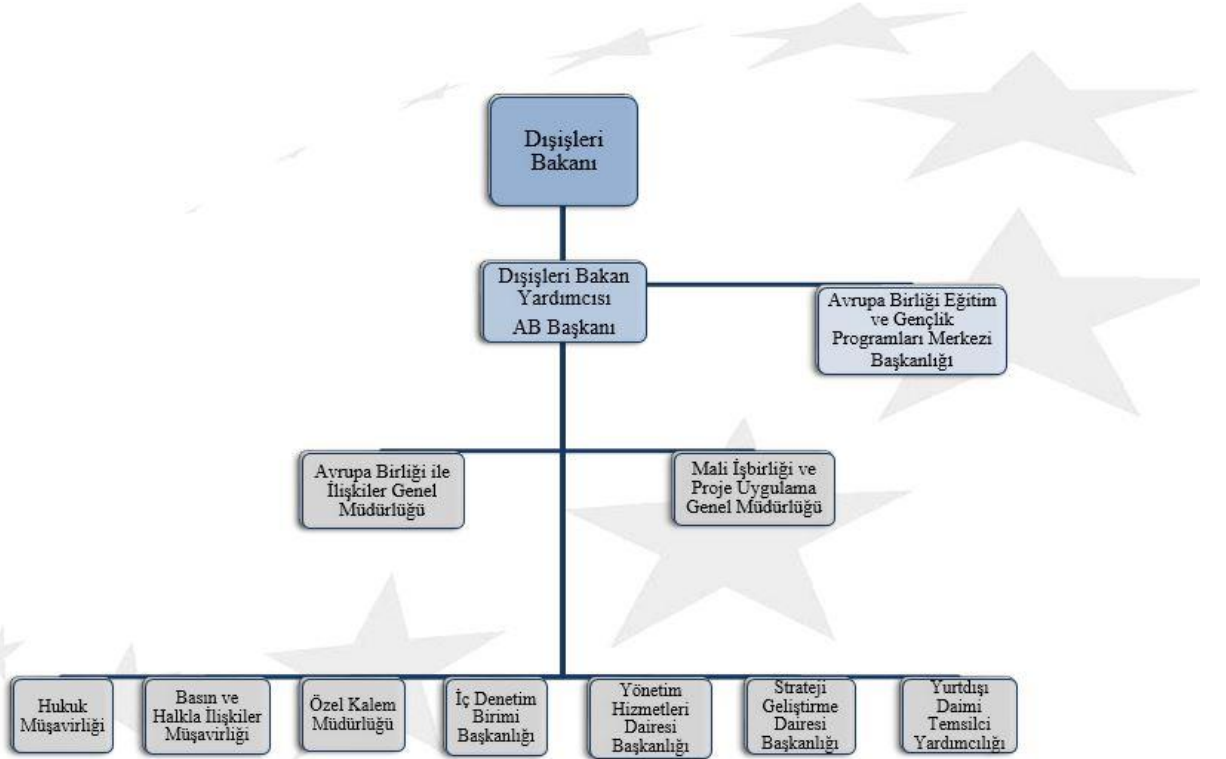 Dışişleri
Bakanı
Dışişleri Bakan
Yardımcısı
AB Başkanı
Avrupa Birliği Eğitim
ve Gençlik
Programları Merkezi
Başkanlığı
Avrupa Birliği ile
İlişkiler Genel
Müdürlüğü
Mali İşbirliği ve
Proje Uygulama
Genel Müdürlüğü
Hukuk
Müşavirliği
Basın ve
Halkla İlişkiler
Müşavirliği
Özel Kalem
Müdürlüğü
İç Denetim
Birimi
Başkanlığı
Yönetim
Hizmetleri
Dairesi
Başkanlığı
Strateji
Geliştirme
Dairesi
Başkanlığı
Yurtdışı
Daimi
Temsilci
Yardımcılığı